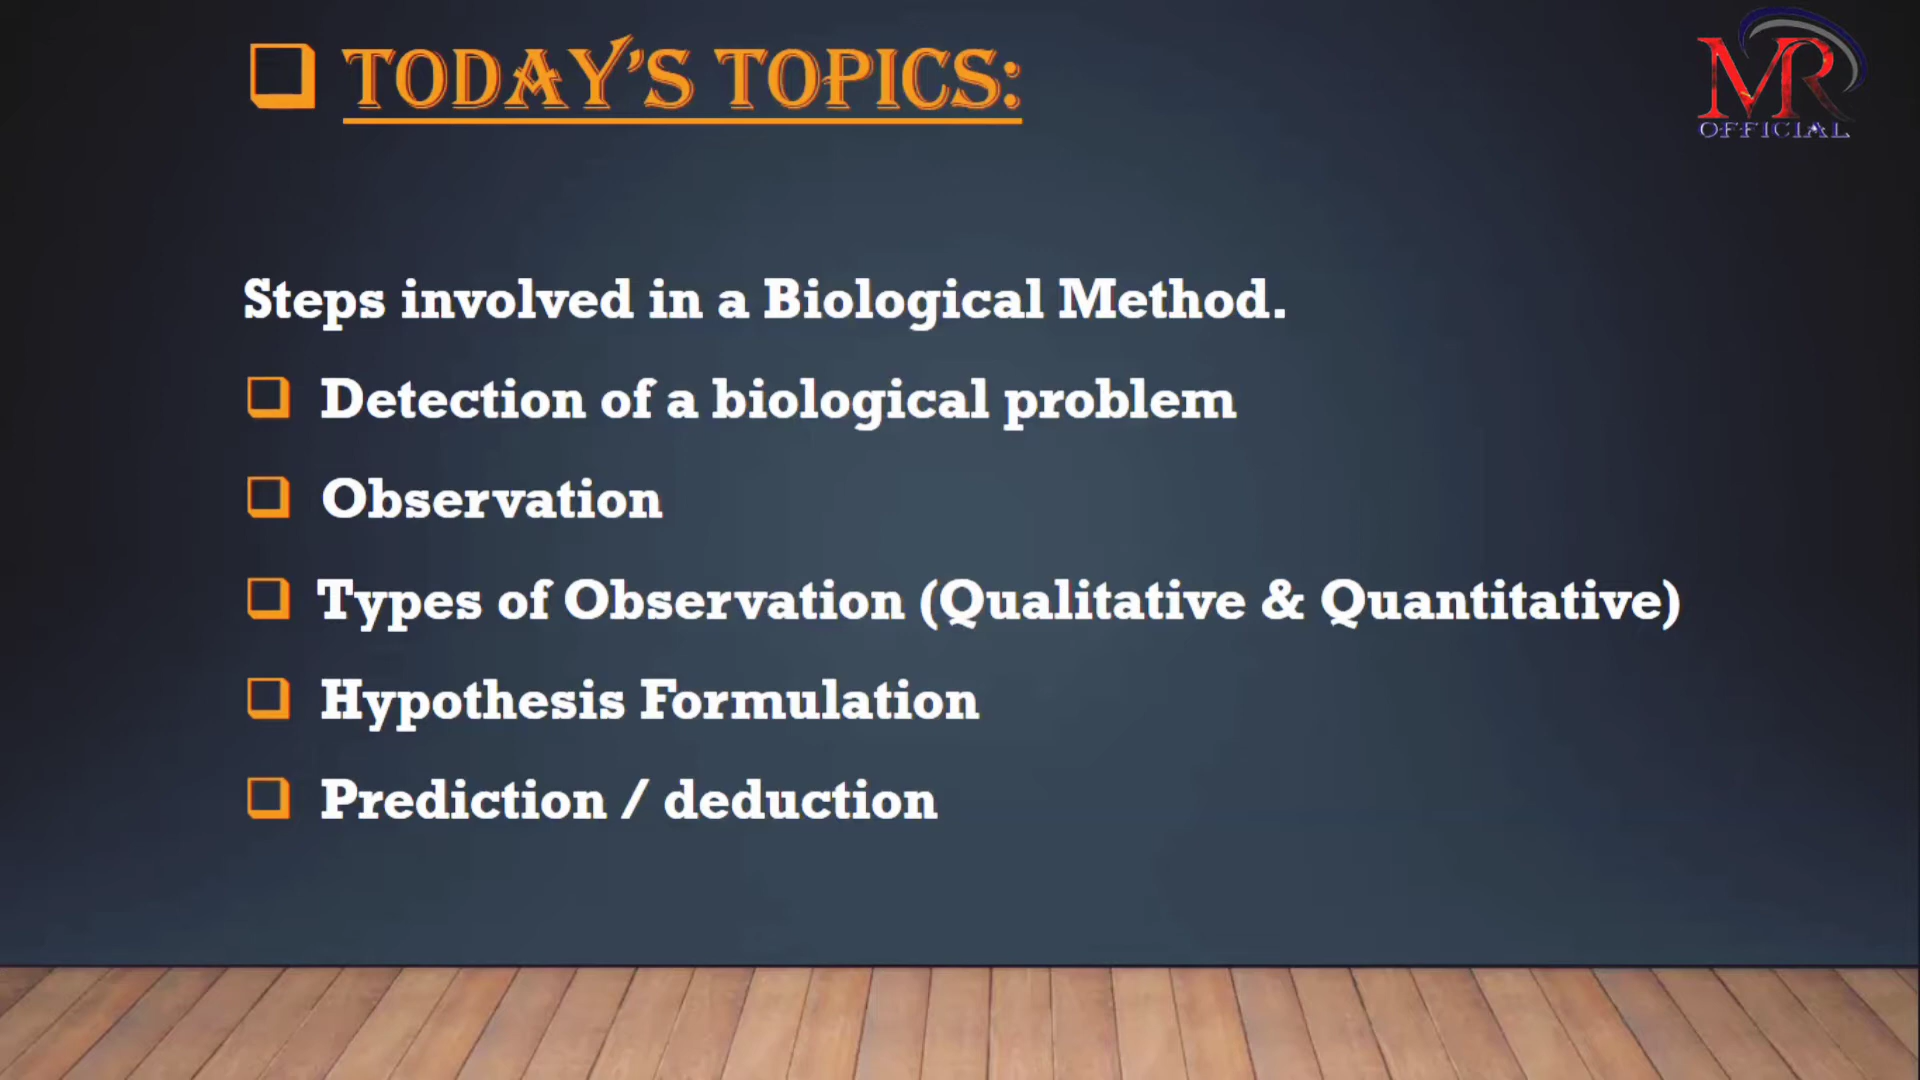 TODAY'S TOPICS:
MR
OFFICIAL
Steps involved in a Biological Method.
Detection of a biological problem
Observation
Types of Observation (Qualitative & Quantitative)
Hypothesis Formulation
Prediction / deduction